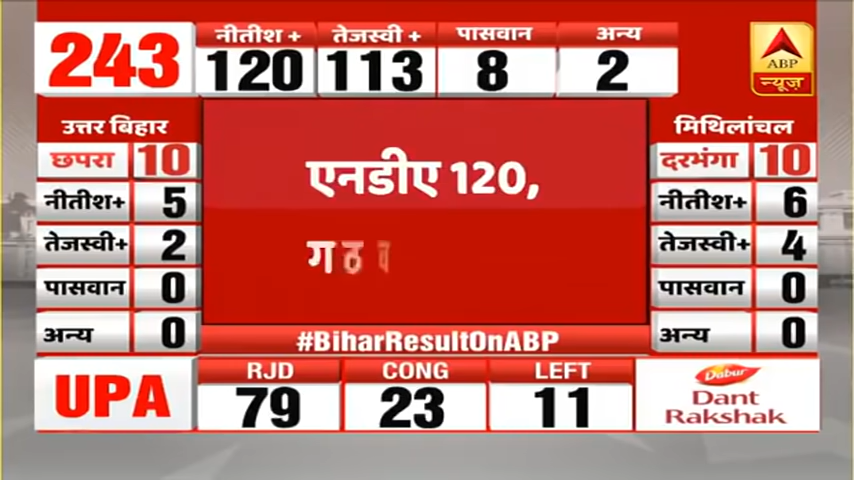 243
नीतीश + तेजस्वी + पासवान अन्य
120 113 8 2
ABP
न्यूज़
उत्तर बिहार
छपरा 10
नीतीश+ 5
तेजस्वी+ 2
पासवान 0
अन्य 0
एनडीए 120,
गठ
मिथिलांचल
दरभंगा 10
नीतीश+ 6
तेजस्वी+ 4
पासवान 0
अन्य 0
#BiharResultOnABP
UPA
RJD CONG LEFT
79 23 11
Dabur
Dant
Rakshak